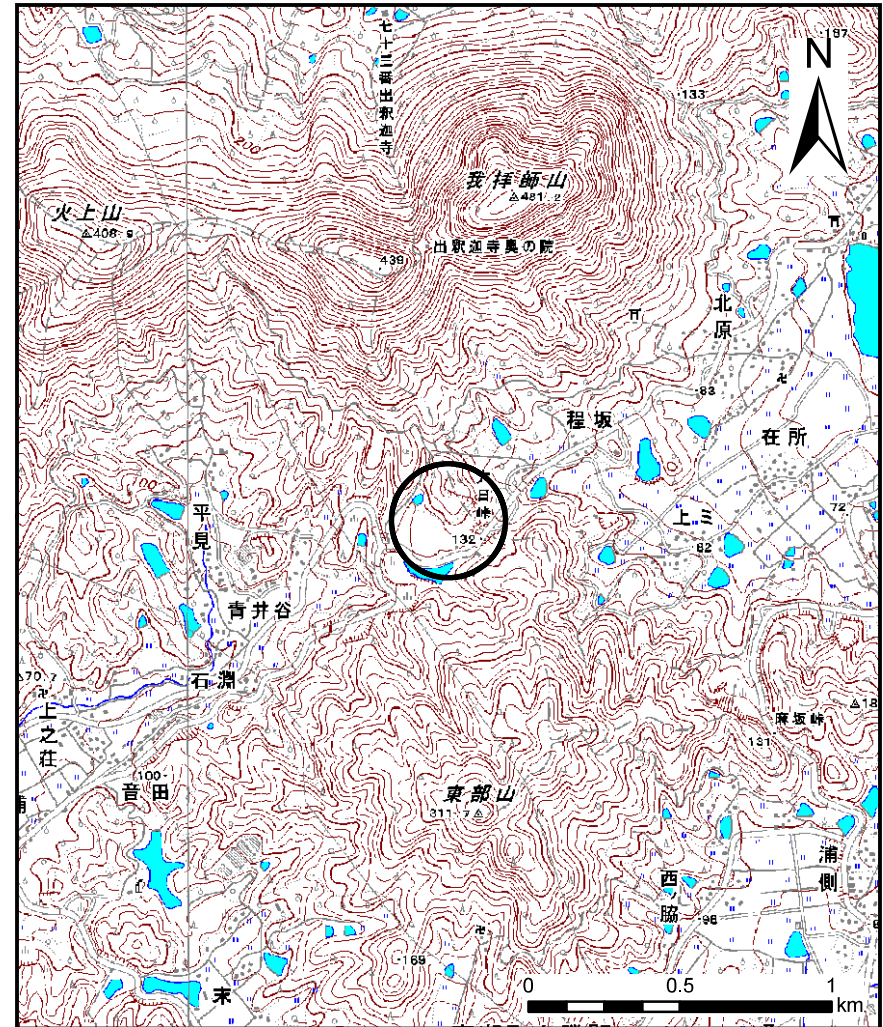 七十三番出釈迦寺
N
133
200
我拝師山
481.2
火上山
408.9
439
出釈迦寺奥の院
北原
83
程坂
在所
100
平見
日峠
132
上ミ
72
82
青井谷
石淵
70.7
上之荘
麻坂峠
131
100
音田
東部山
311.7
浦側
西脇
98
169
末
0 0.5 1
km